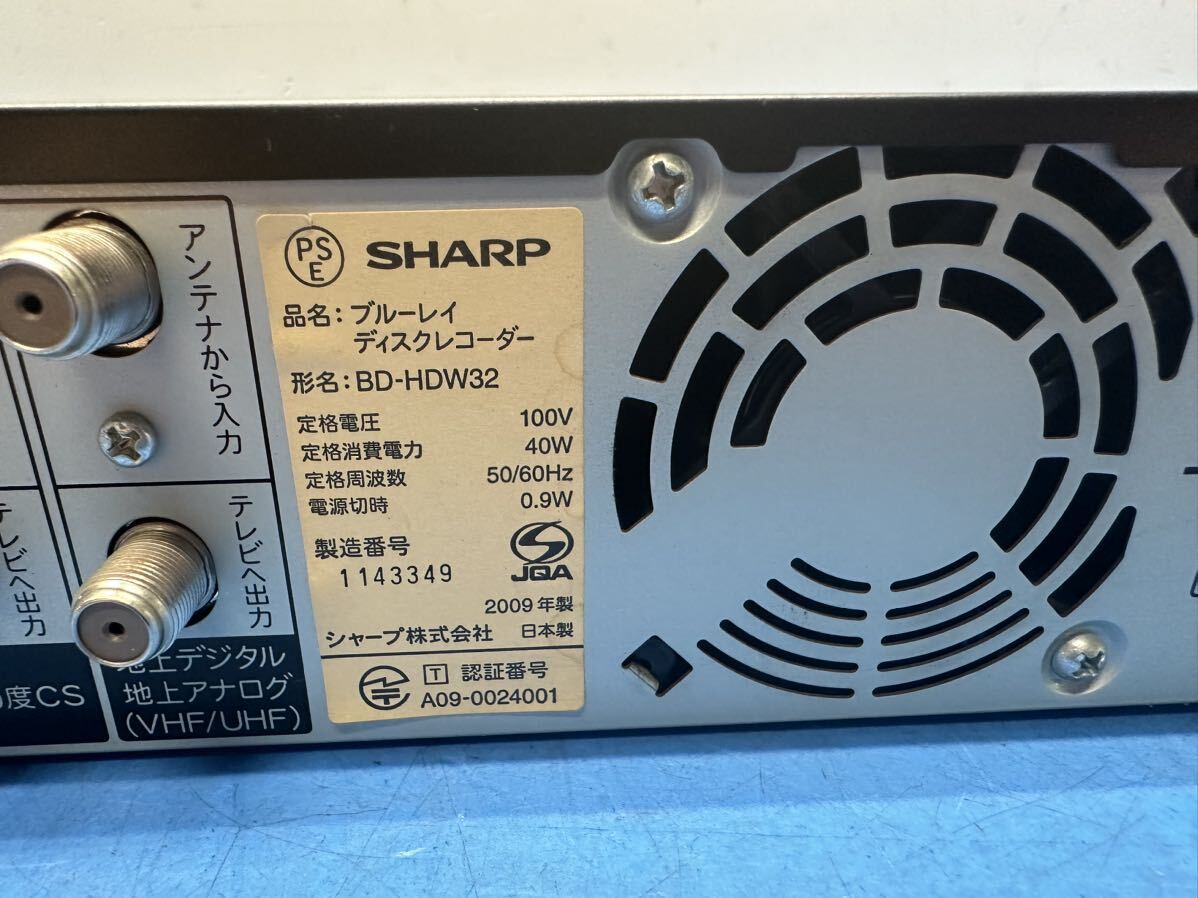 アンテナから入力
テレビへ出力
テレビへ出力
度CS
地上デジタル
地上アナログ
(VHF/UHF)
PSE
SHARP
品名:ブルーレイ
ディスクレコーダー
形名:BD-HDW32
定格電圧 100V
定格消費電力 40W
定格周波数 50/60Hz
電源切時 0.9W
製造番号
1143349
JQA
2009年製
シャープ株式会社 日本製
T 認証番号
A09-0024001